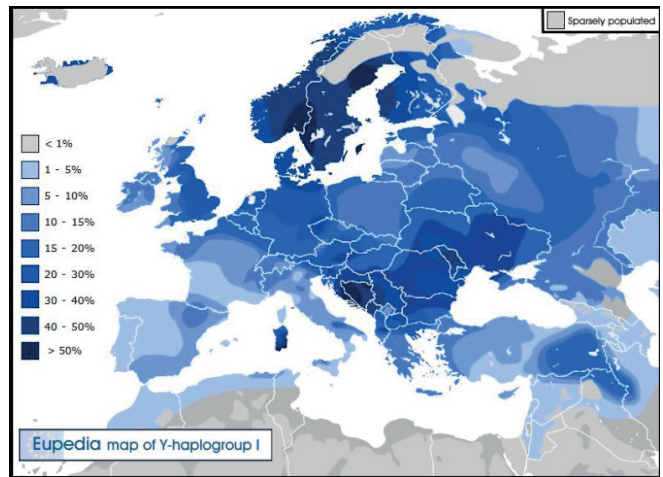 Sparsely populated
< 1%
1 - 5%
5 - 10%
10 - 15%
15 - 20%
20 - 30%
30 - 40%
40 - 50%
> 50%
Eupedia map of Y-haplogroup I